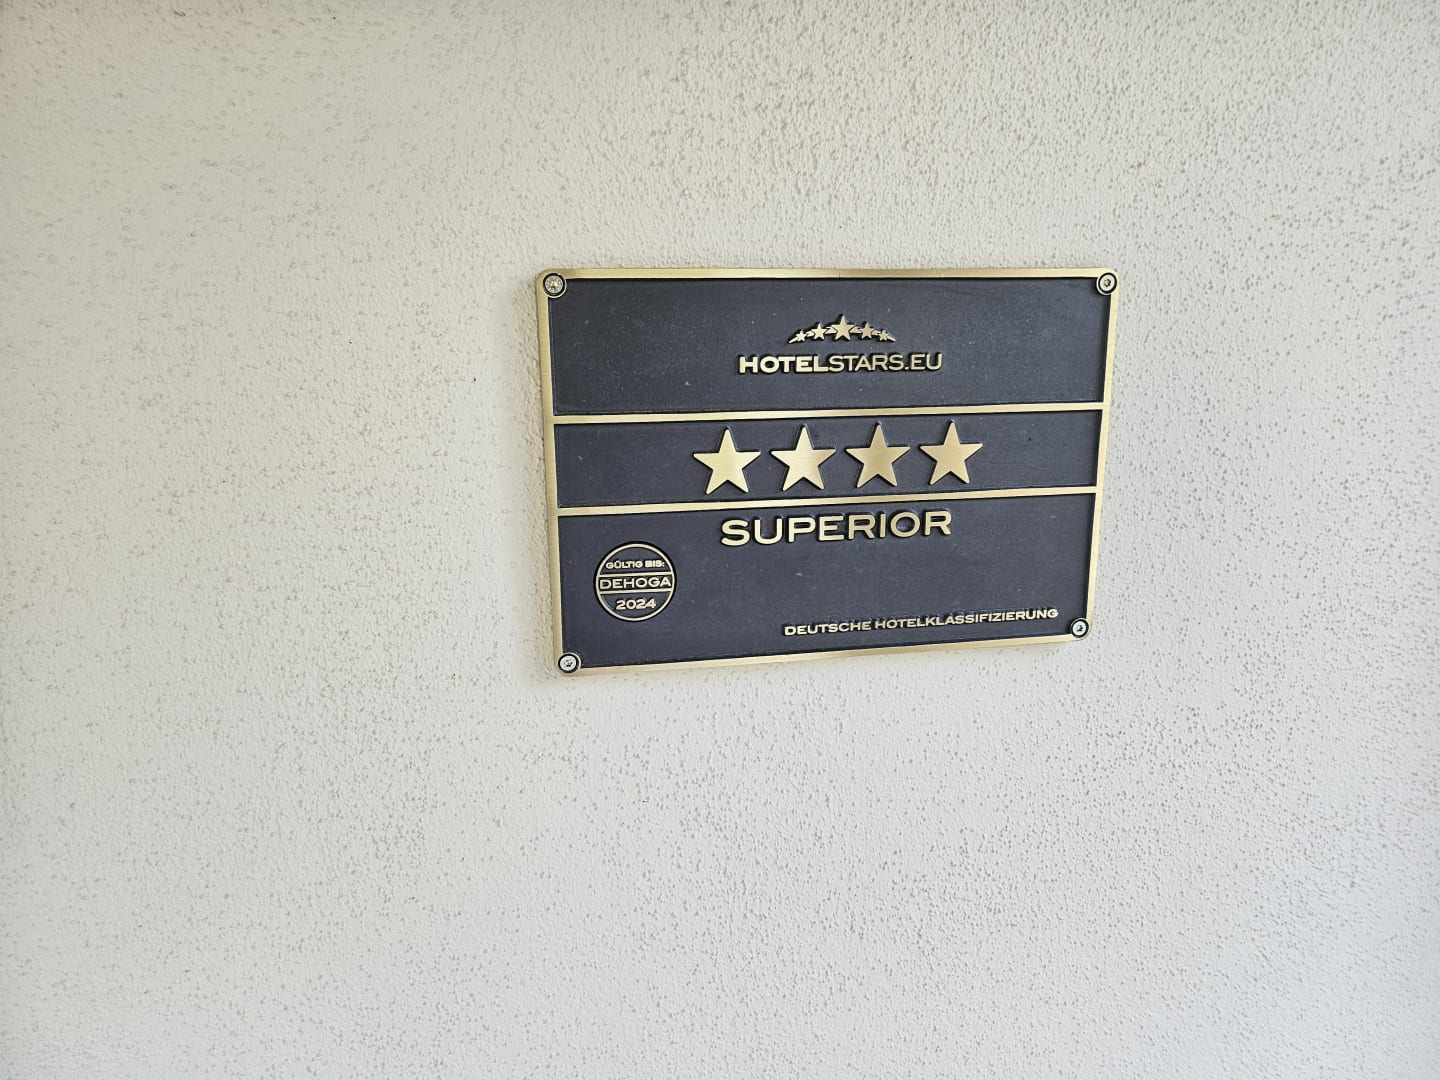 HOTELSTARS.EU
SUPERIOR
GÜLTIG BIS:
DEHOGA
2024
DEUTSCHE HOTELKLASSIFIZIERUNG